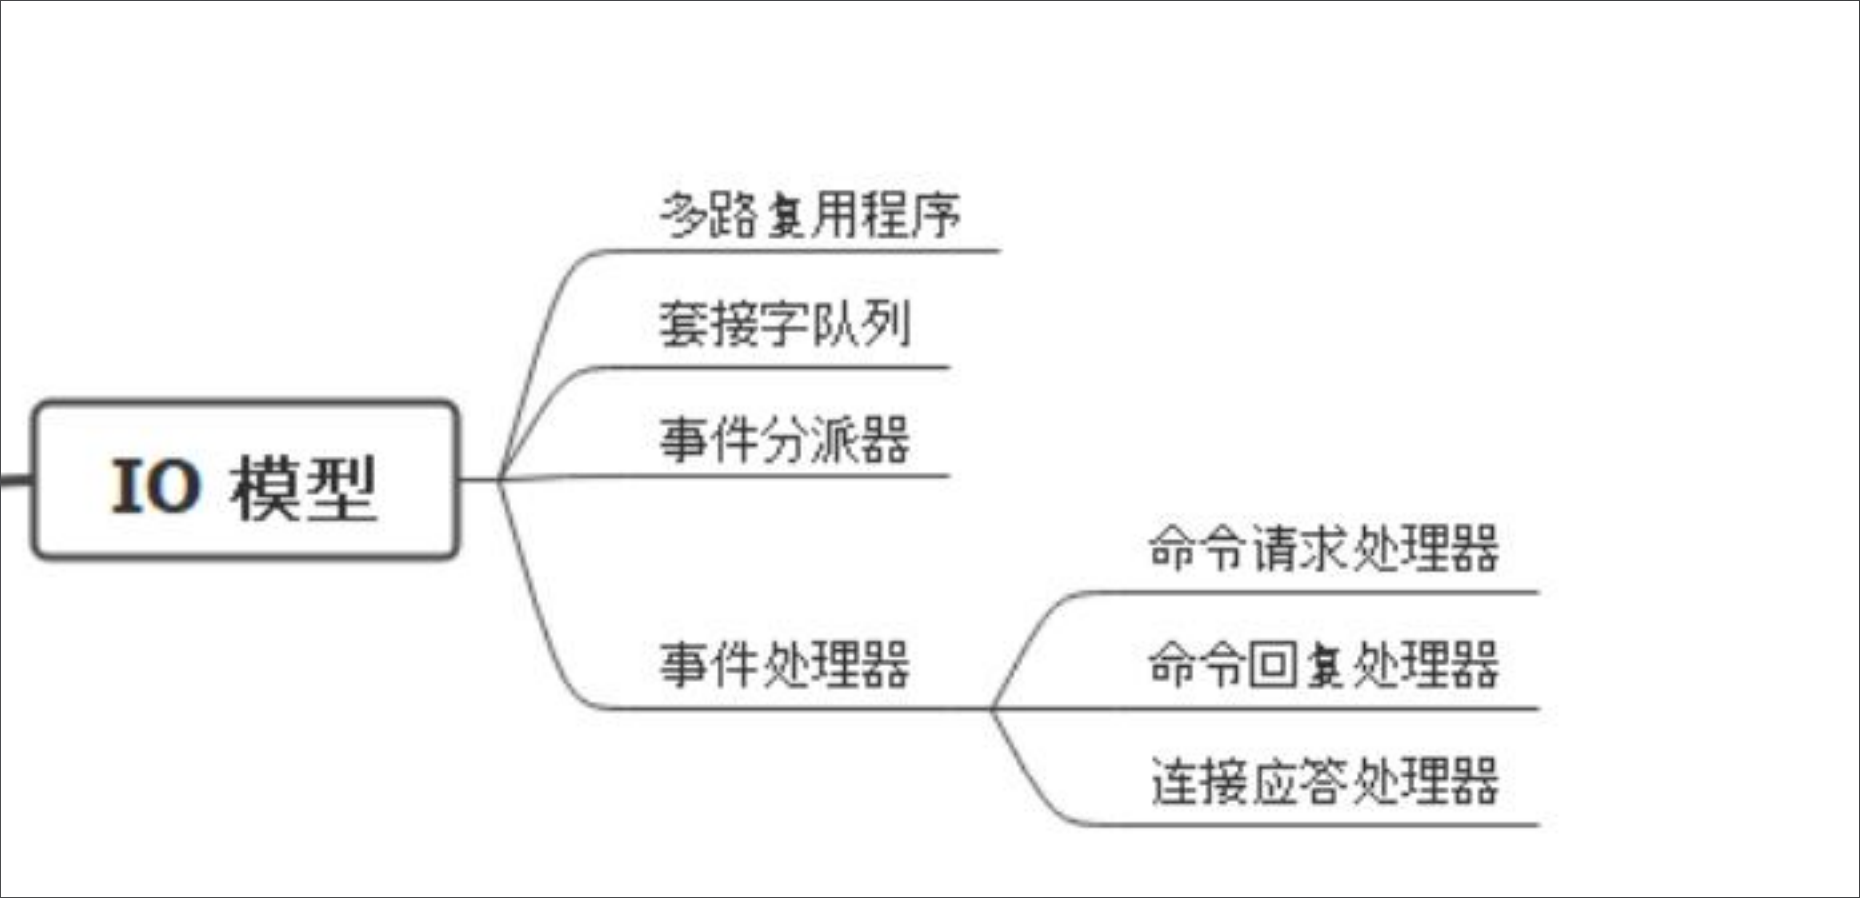 多路复用程序
套接字队列
事件分派器
IO 模型
命令请求处理器
事件处理器
命令回复处理器
连接应答处理器